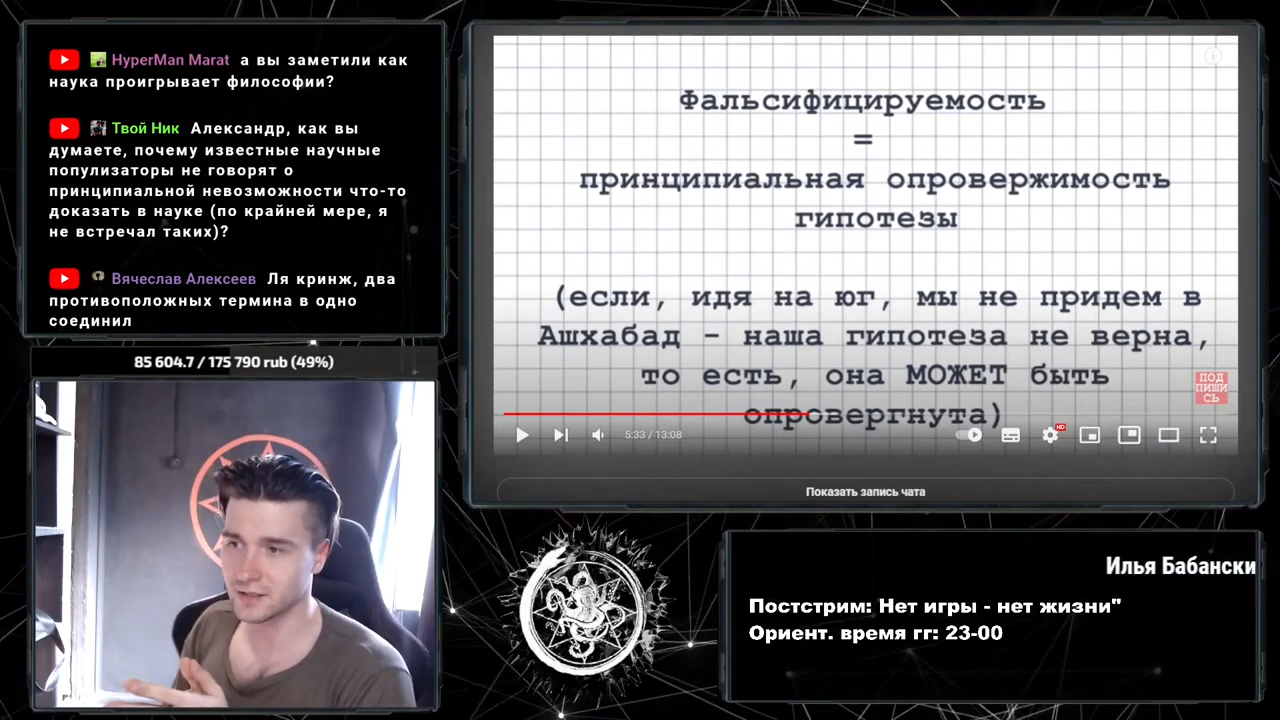 HyperMan Marat а вы заметили как
наука проигрывает философии?
Твой Ник Александр, как вы
думаете, почему известные научные
популизаторы не говорят о
принципиальной невозможности что-то
доказать в науке (по крайней мере, я
не встречал таких)?
Вячеслав Алексеев Ля кринж, два
противоположных термина в одно
соединил
85 604.7 / 175 790 rub (49%)
Фальсифицируемость
=
принципиальная опровержимость
гипотезы
(если, идя на юг, мы не придем в
Ашхабад - наша гипотеза не верна,
то есть, она МОЖЕТ быть
опровергнута)
ПОД
ПИШИ
СЬ
5:33 / 13:08
HD
Показать запись чата
Илья Бабански
Постстрим: Нет игры - нет жизни"
Ориент. время гг: 23-00